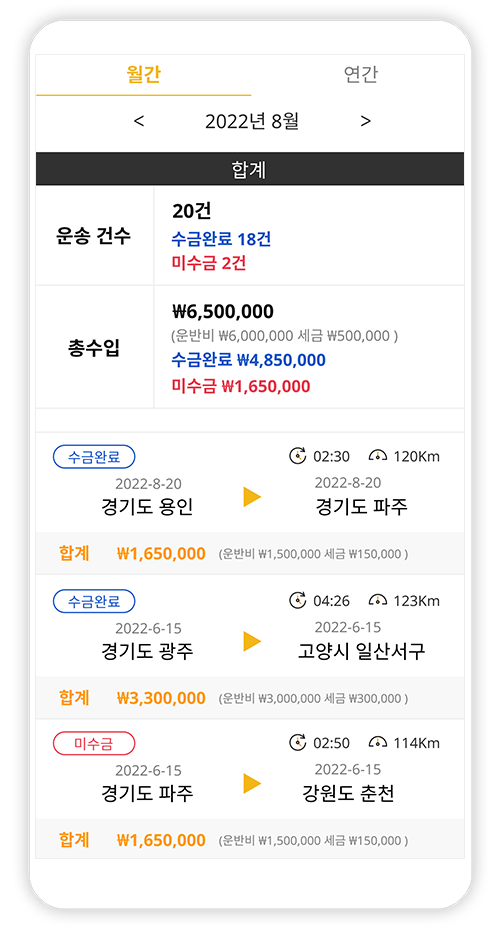 월간 연간
< 2022년 8월 >
합계
운송 건수
20건
수금완료 18건
미수금 2건
총수입
₩6,500,000
(운반비 ₩6,000,000 세금 ₩500,000 )
수금완료 ₩4,850,000
미수금 ₩1,650,000
수금완료 02:30 120Km
2022-8-20 2022-8-20
경기도 용인 ▶ 경기도 파주
합계 ₩1,650,000 (운반비 ₩1,500,000 세금 ₩150,000 )
수금완료 04:26 123Km
2022-6-15 2022-6-15
경기도 광주 ▶ 고양시 일산서구
합계 ₩3,300,000 (운반비 ₩3,000,000 세금 ₩300,000 )
미수금 02:50 114Km
2022-6-15 2022-6-15
경기도 파주 ▶ 강원도 춘천
합계 ₩1,650,000 (운반비 ₩1,500,000 세금 ₩150,000 )